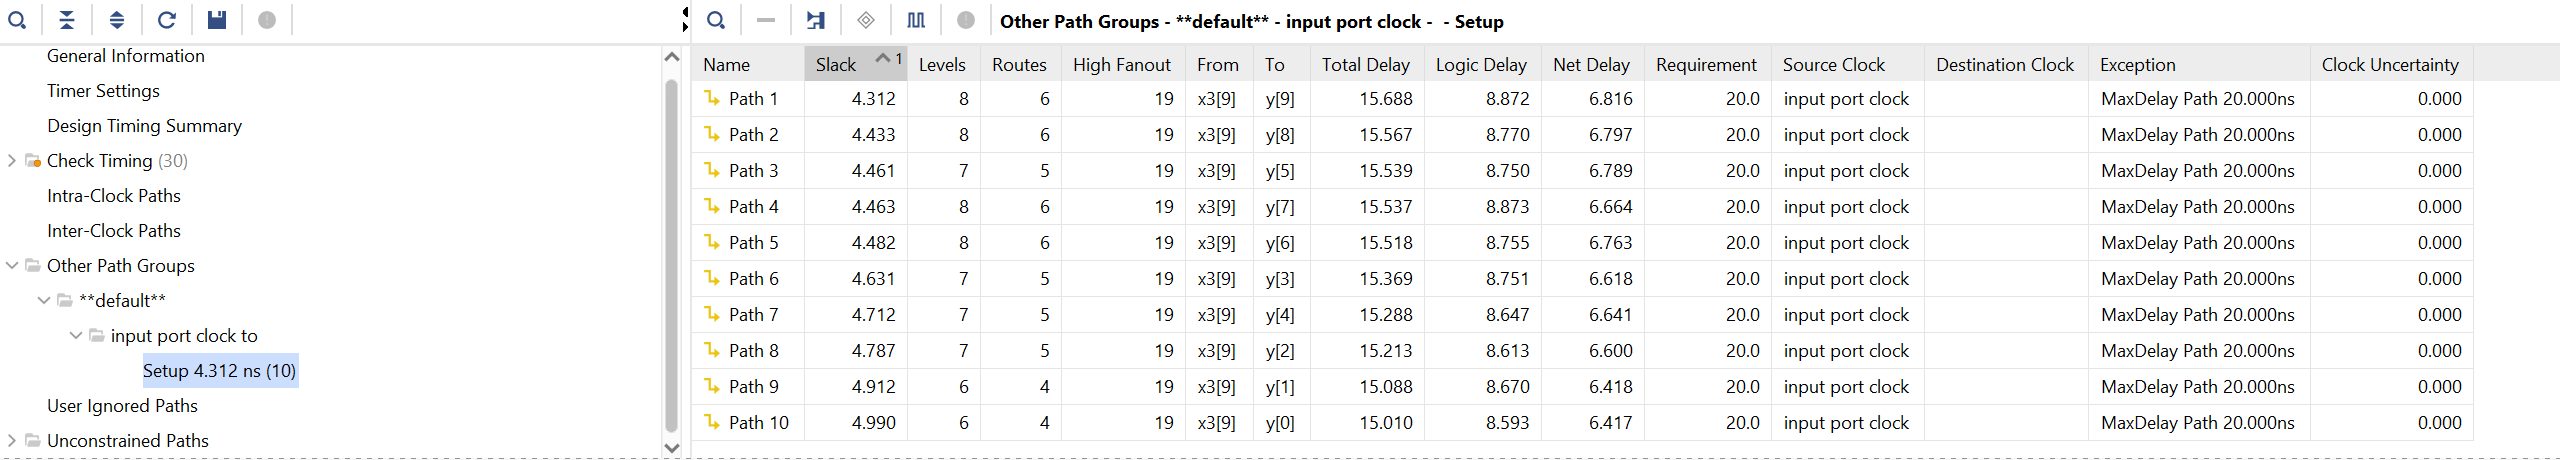 General Information
Timer Settings
Design Timing Summary
Check Timing (30)
Intra-Clock Paths
Inter-Clock Paths
Other Path Groups
**default**
input port clock to
Setup 4.312 ns (10)
User Ignored Paths
Unconstrained Paths
Other Path Groups - **default** - input port clock - - Setup
Name Slack 1 Levels Routes High Fanout From To Total Delay Logic Delay Net Delay Requirement Source Clock Destination Clock Exception Clock Uncertainty
Path 1 4.312 8 6 19 x3[9] y[9] 15.688 8.872 6.816 20.0 input port clock MaxDelay Path 20.000ns 0.000
Path 2 4.433 8 6 19 x3[9] y[8] 15.567 8.770 6.797 20.0 input port clock MaxDelay Path 20.000ns 0.000
Path 3 4.461 7 5 19 x3[9] y[5] 15.539 8.750 6.789 20.0 input port clock MaxDelay Path 20.000ns 0.000
Path 4 4.463 8 6 19 x3[9] y[7] 15.537 8.873 6.664 20.0 input port clock MaxDelay Path 20.000ns 0.000
Path 5 4.482 8 6 19 x3[9] y[6] 15.518 8.755 6.763 20.0 input port clock MaxDelay Path 20.000ns 0.000
Path 6 4.631 7 5 19 x3[9] y[3] 15.369 8.751 6.618 20.0 input port clock MaxDelay Path 20.000ns 0.000
Path 7 4.712 7 5 19 x3[9] y[4] 15.288 8.647 6.641 20.0 input port clock MaxDelay Path 20.000ns 0.000
Path 8 4.787 7 5 19 x3[9] y[2] 15.213 8.613 6.600 20.0 input port clock MaxDelay Path 20.000ns 0.000
Path 9 4.912 6 4 19 x3[9] y[1] 15.088 8.670 6.418 20.0 input port clock MaxDelay Path 20.000ns 0.000
Path 10 4.990 6 4 19 x3[9] y[0] 15.010 8.593 6.417 20.0 input port clock MaxDelay Path 20.000ns 0.000